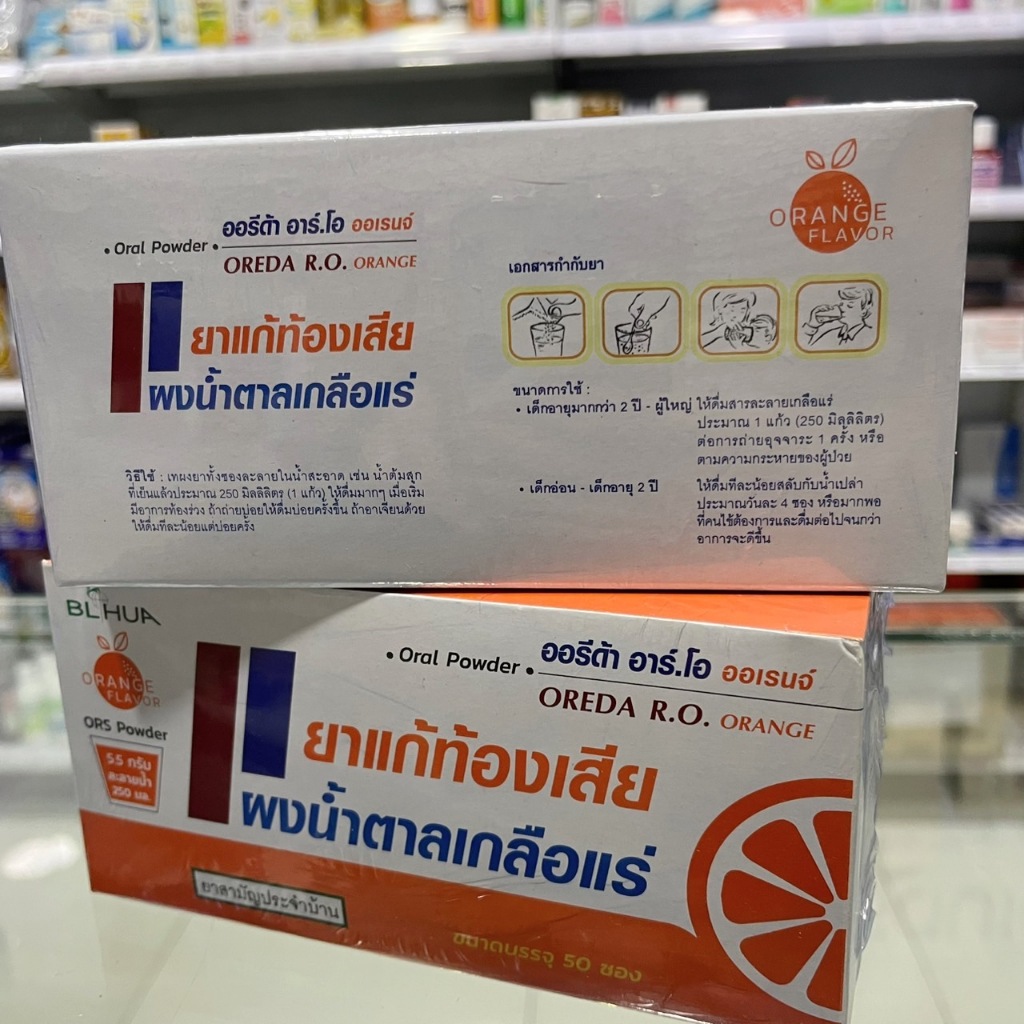 ORANGE
FLAVOR
• Oral Powder •
ออรีด้า อาร์.โอ ออเรนจ์
OREDA R.O. ORANGE
ยาแก้ท้องเสีย
ผงน้ำตาลเกลือแร่
วิธีใช้ : เทผงยาทั้งซองละลายในน้ำสะอาด เช่น น้ำต้มสุก
ที่เย็นแล้วประมาณ 250 มิลลิลิตร (1 แก้ว) ให้ดื่มมากๆ เมื่อเริ่ม
มีอาการท้องร่วง ถ้าถ่ายบ่อยให้ดื่มบ่อยครั้งขึ้น ถ้าอาเจียนด้วย
ให้ดื่มทีละน้อยแต่บ่อยครั้ง
เอกสารกำกับยา
ขนาดการใช้ :
• เด็กอายุมากกว่า 2 ปี - ผู้ใหญ่ ให้ดื่มสารละลายเกลือแร่
ประมาณ 1 แก้ว (250 มิลลิลิตร)
ต่อการถ่ายอุจจาระ 1 ครั้ง หรือ
ตามความกระหายของผู้ป่วย
• เด็กอ่อน - เด็กอายุ 2 ปี ให้ดื่มทีละน้อยสลับกับน้ำเปล่า
ประมาณวันละ 4 ซอง หรือมากพอ
ที่คนไข้ต้องการและดื่มต่อไปจนกว่า
อาการจะดีขึ้น
BL HUA
ORANGE
FLAVOR
ORS Powder
5.5 กรัม
ละลายน้ำ
250 มล.
• Oral Powder •
ออรีด้า อาร์.โอ ออเรนจ์
OREDA R.O. ORANGE
ยาแก้ท้องเสีย
ผงน้ำตาลเกลือแร่
ยาสามัญประจำบ้าน
ขนาดบรรจุ 50 ซอง